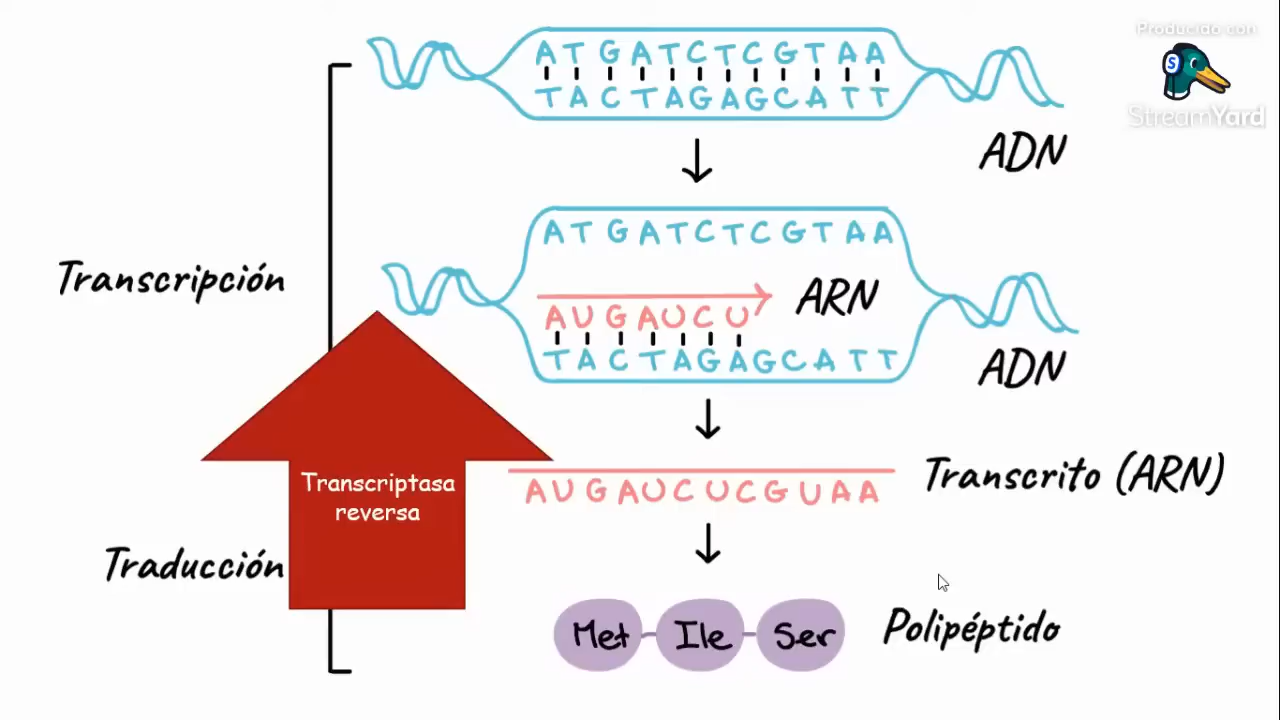 Producido con
StreamYard
ATGATCTCGTAA
TACTAGAGCATT
ADN
Transcripción
ATGATCTCGTAA
ARN
AUGAUCU
TACTAGAGCATT
ADN
Transcriptasa
reversa
AUGAUCUCGUAA
Transcrito (ARN)
Traducción
Met Ile Ser
Polipéptido